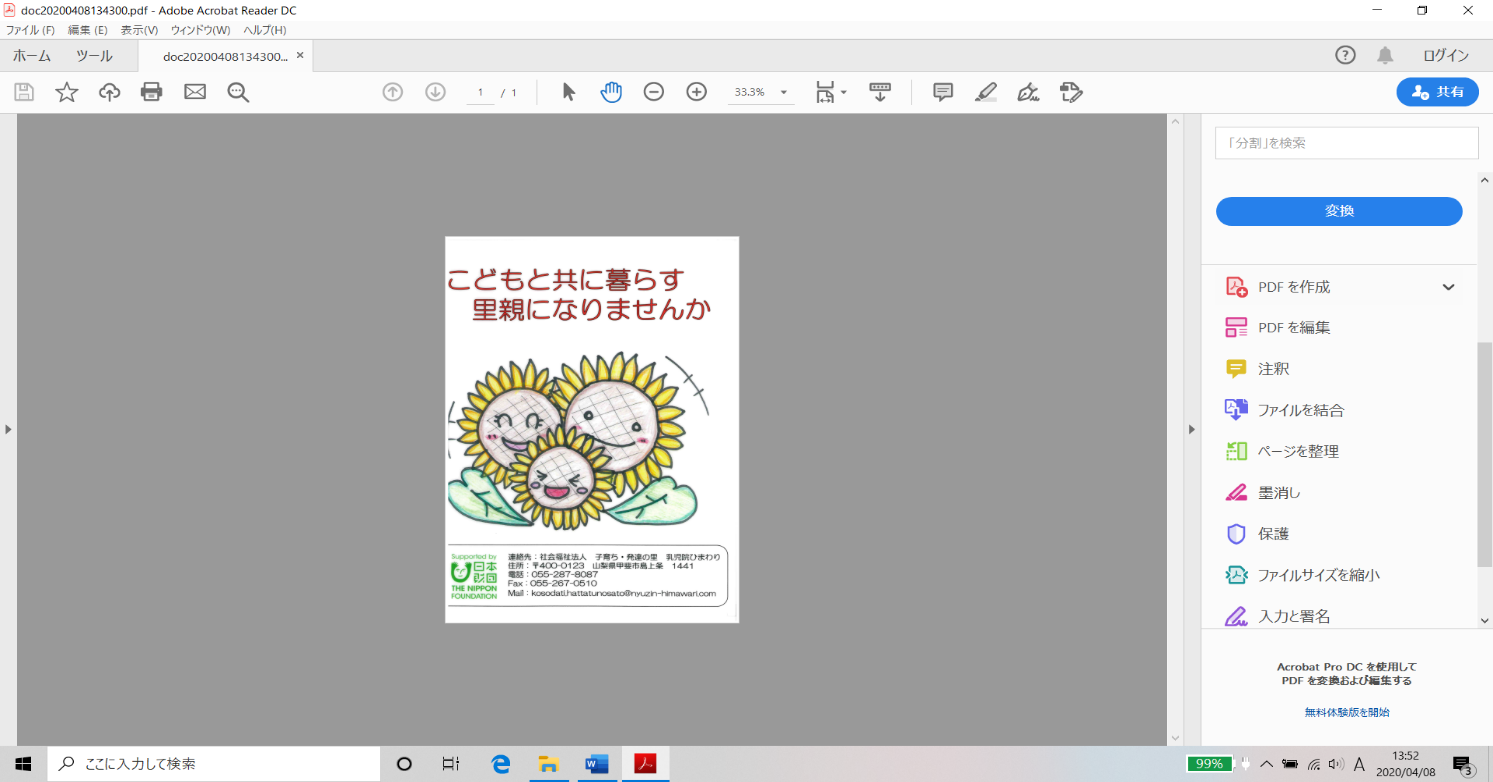 doc20200408134300.pdf - Adobe Acrobat Reader DC
ファイル(F) 編集(E) 表示(V) ウィンドウ(W) ヘルプ(H)
ホーム ツール doc20200408134300... × ログイン
1 / 1 33.3% 共有
「分割」を検索
変換
PDF を作成
PDF を編集
注釈
ファイルを結合
ページを整理
墨消し
保護
ファイルサイズを縮小
入力と署名
Acrobat Pro DC を使用して
PDF を変換および編集する
無料体験版を開始
こどもと共に暮らす
里親になりませんか
Supported by
日本
財団
THE NIPPON
FOUNDATION
連絡先:社会福祉法人 子育ち・発達の里 乳児院ひまわり
住所:〒400-0123 山梨県甲斐市島上条 1441
電話:055-287-8087
Fax:055-267-0510
Mail:kosodati.hattatunosato@nyuzin-himawari.com
ここに入力して検索
99% A 13:52
2020/04/08 3